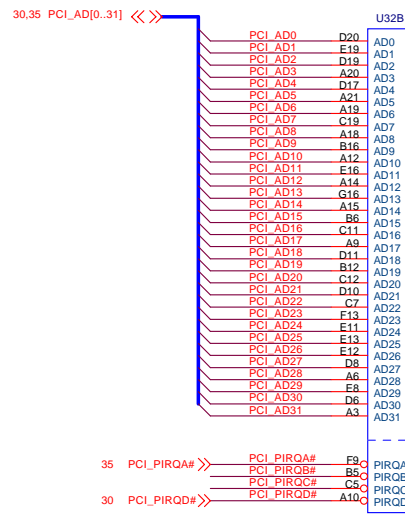 30,35 PCI_AD[0..31] U32B
PCI_AD0 D20 AD0
PCI_AD1 E19 AD1
PCI_AD2 D19 AD2
PCI_AD3 A20 AD3
PCI_AD4 D17 AD4
PCI_AD5 A21 AD5
PCI_AD6 A19 AD6
PCI_AD7 C19 AD7
PCI_AD8 A18 AD8
PCI_AD9 B16 AD9
PCI_AD10 A12 AD10
PCI_AD11 E16 AD11
PCI_AD12 A14 AD12
PCI_AD13 G16 AD13
PCI_AD14 A15 AD14
PCI_AD15 B6 AD15
PCI_AD16 C11 AD16
PCI_AD17 A9 AD17
PCI_AD18 D11 AD18
PCI_AD19 B12 AD19
PCI_AD20 C12 AD20
PCI_AD21 D10 AD21
PCI_AD22 C7 AD22
PCI_AD23 F13 AD23
PCI_AD24 E11 AD24
PCI_AD25 E13 AD25
PCI_AD26 E12 AD26
PCI_AD27 D8 AD27
PCI_AD28 A6 AD28
PCI_AD29 E8 AD29
PCI_AD30 D6 AD30
PCI_AD31 A3 AD31
35 PCI_PIRQA# PCI_PIRQA# F9 PIRQA
PCI_PIRQB# B5 PIRQB
PCI_PIRQC# C5 PIRQC
30 PCI_PIRQD# PCI_PIRQD# A10 PIRQD